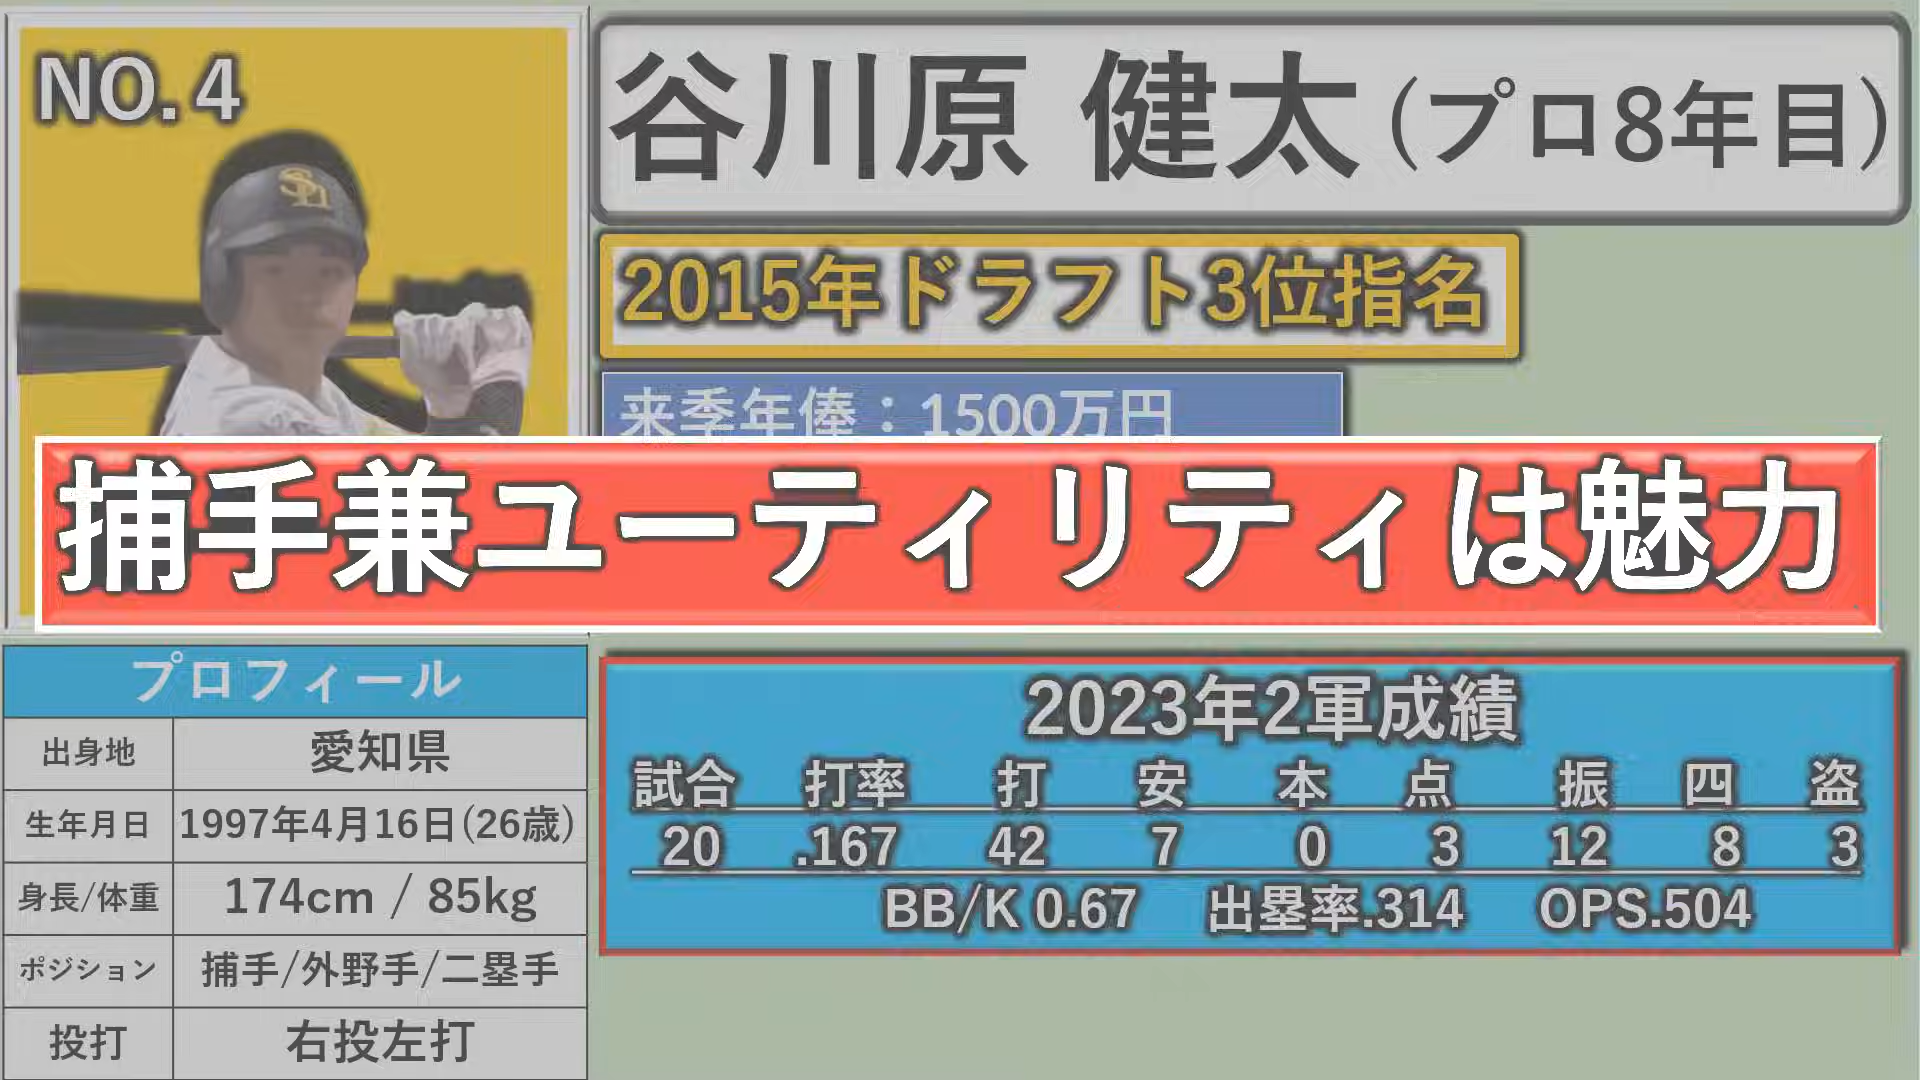 NO.4
SH
谷川原 健太(プロ8年目)
2015年ドラフト3位指名
来季年俸：1500万円
捕手兼ユーティリティは魅力
プロフィール
出身地 愛知県
生年月日 1997年4月16日(26歳)
身長/体重 174cm / 85kg
ポジション 捕手/外野手/二塁手
投打 右投左打
2023年2軍成績
試合 打率 打 安 本 点 振 四 盗
20 .167 42 7 0 3 12 8 3
BB/K 0.67 出塁率.314 OPS.504